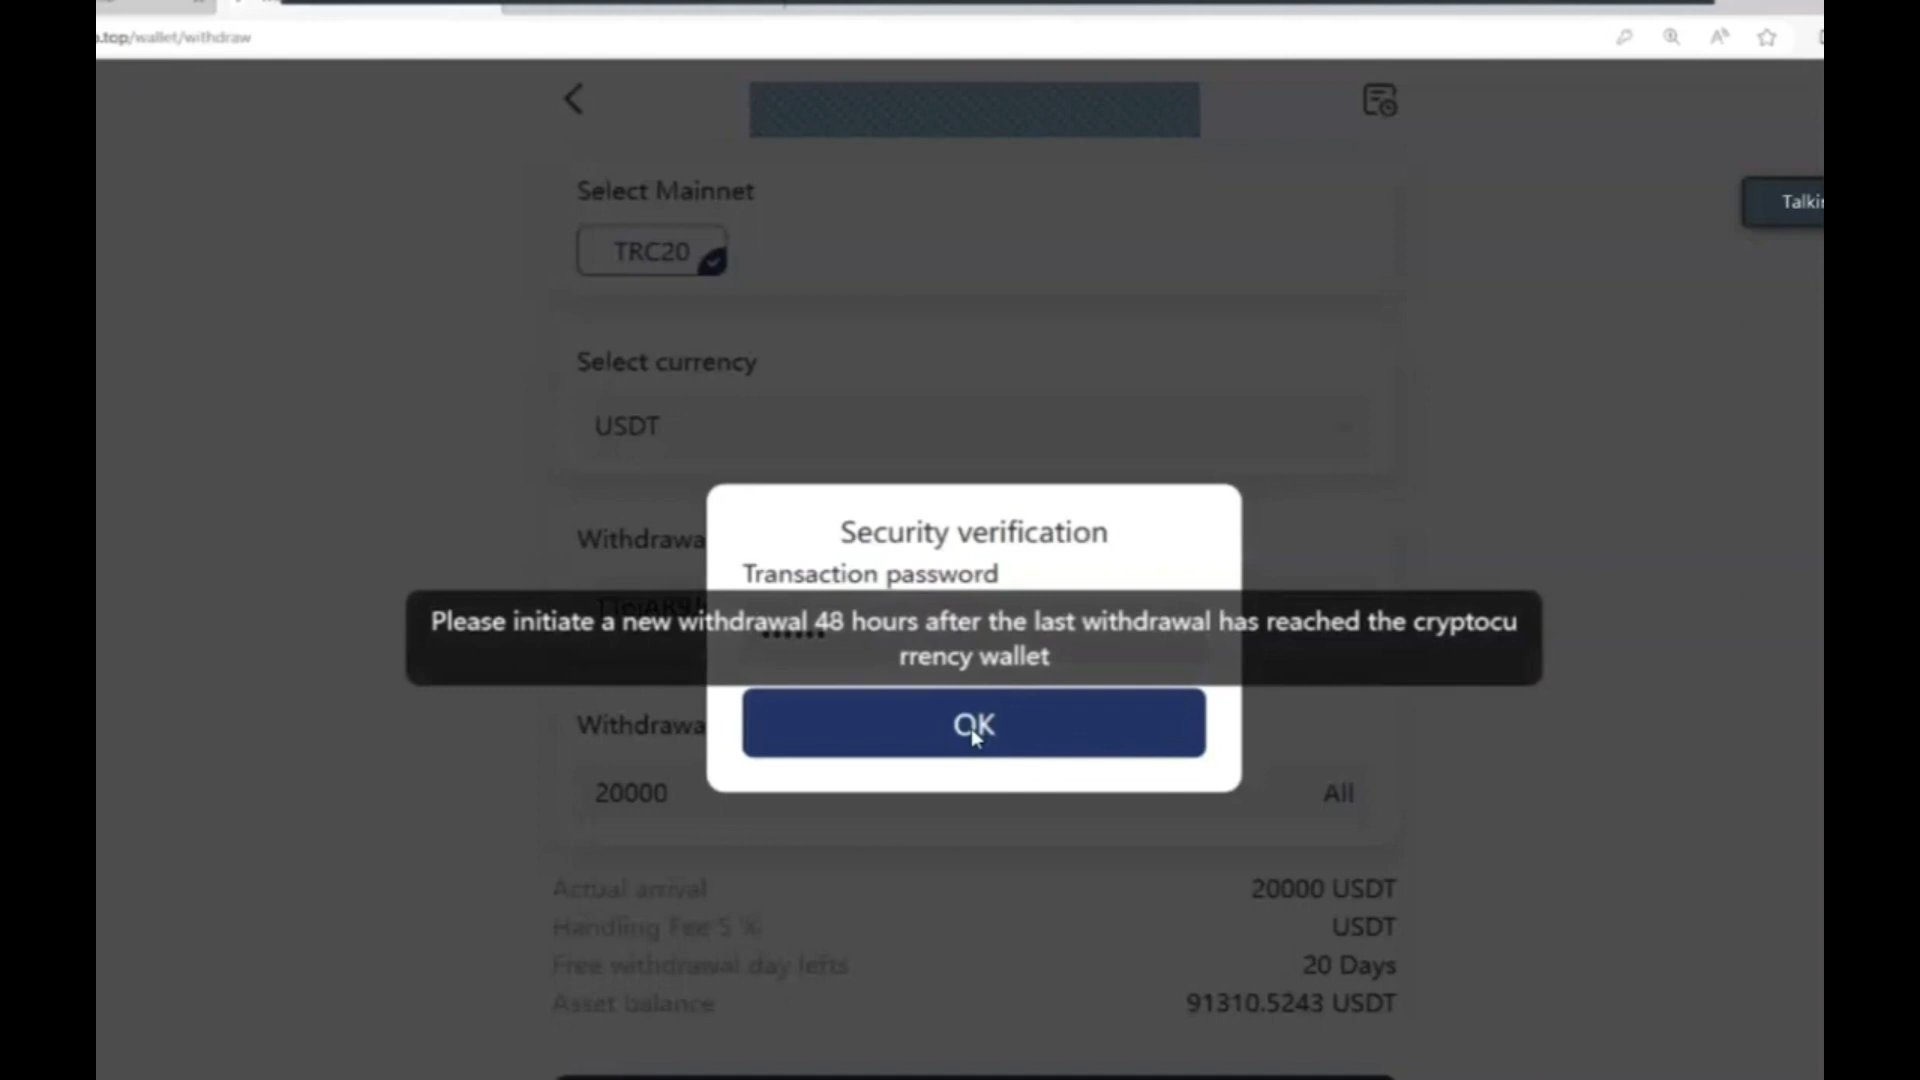 .top/wallet/withdraw
Select Mainnet
TRC20
Talki
Select currency
USDT
Security verification
Withdrawa
Transaction password
Please initiate a new withdrawal 48 hours after the last withdrawal has reached the cryptocu
rrency wallet
Withdrawa
OK
20000
All
Actual arrival
20000 USDT
Handling Fee 5 %
USDT
Free withdrawal day lefts
20 Days
Asset balance
91310.5243 USDT